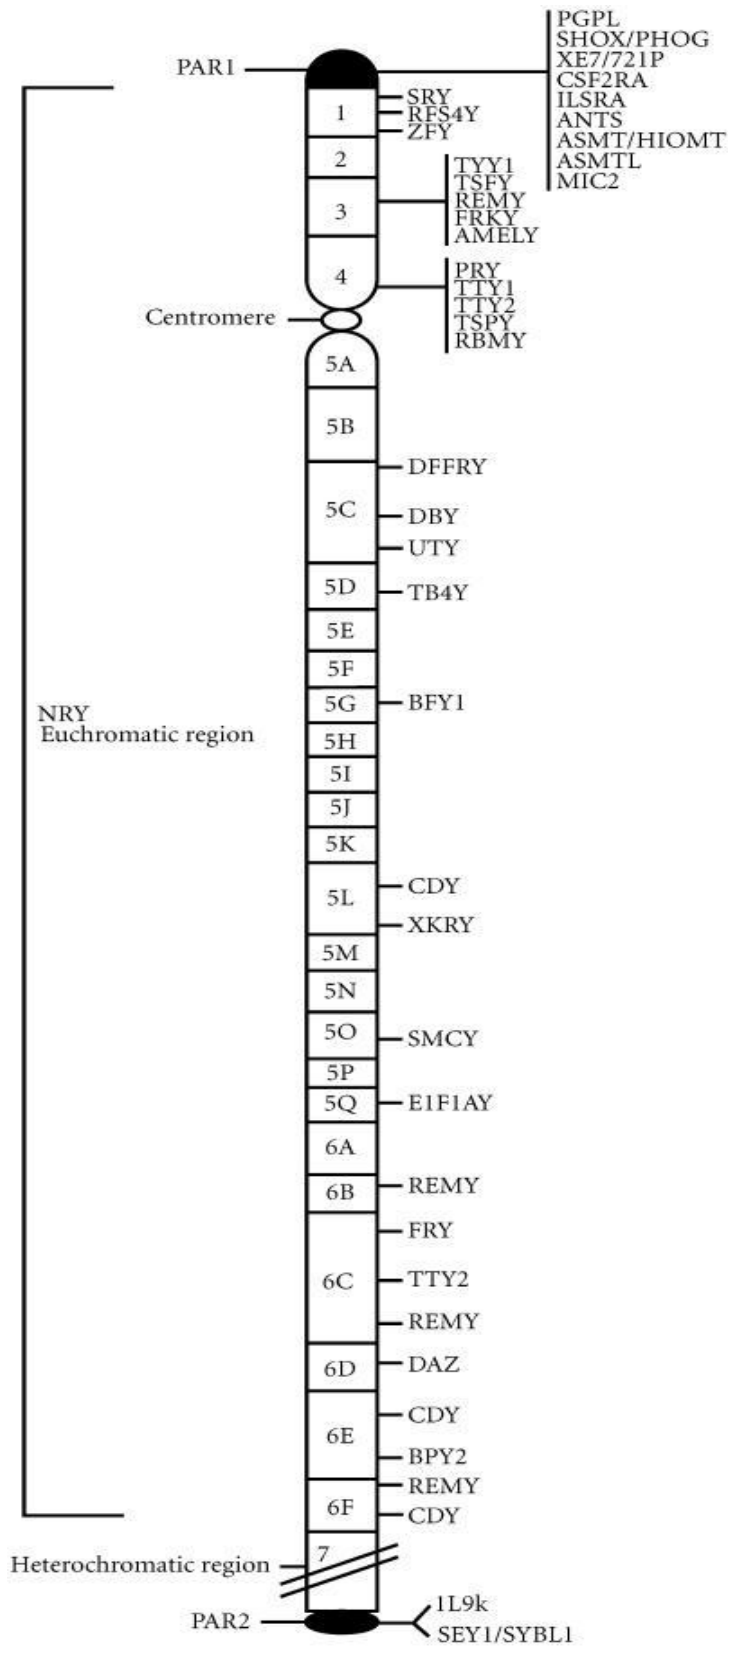 PAR1
PGPL
SHOX/PHOG
XE7/721P
CSF2RA
ILSRA
ANTS
ASMT/HIOMT
ASMTL
MIC2
1
SRY
RFS4Y
ZFY
2
3
TYY1
TSFY
REMY
FRKY
AMELY
4
PRY
TTY1
TTY2
TSPY
RBMY
Centromere
5A
5B
DFFRY
5C
DBY
UTY
5D
TB4Y
5E
5F
5G
BFY1
NRY
Euchromatic region
5H
5I
5J
5K
5L
CDY
XKRY
5M
5N
5O
SMCY
5P
5Q
E1F1AY
6A
6B
REMY
FRY
6C
TTY2
REMY
6D
DAZ
CDY
6E
BPY2
REMY
6F
CDY
7
Heterochromatic region
PAR2
1L9k
SEY1/SYBL1